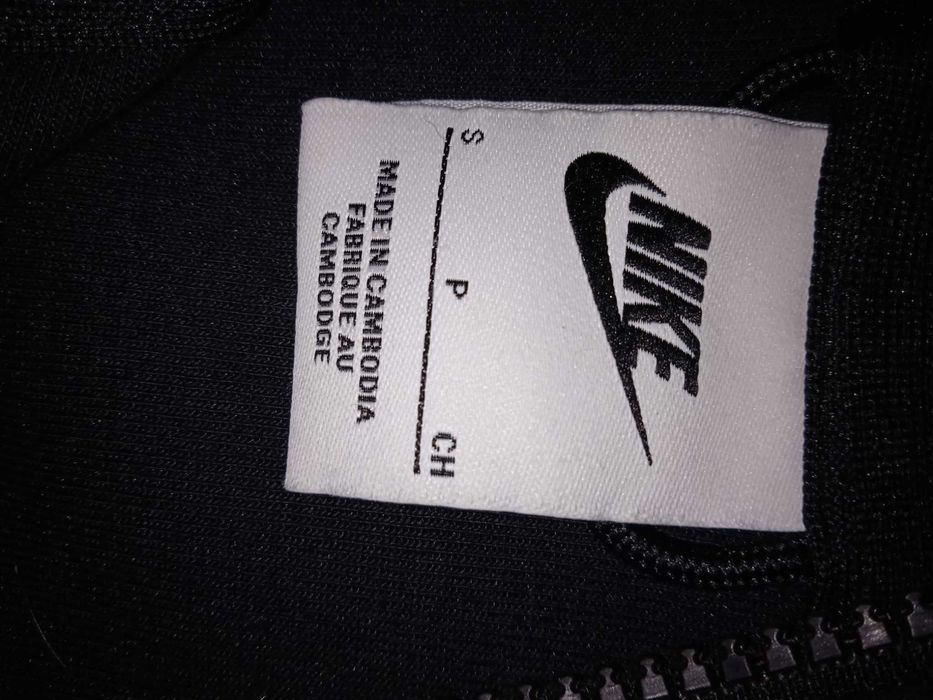 NIKE
S P CH
MADE IN CAMBODIA
FABRIQUE AU
CAMBODGE